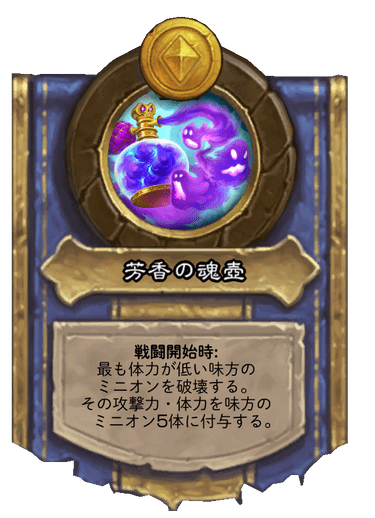 芳香の魂壺
戦闘開始時:
最も体力が低い味方の
ミニオンを破壊する。
その攻撃力・体力を味方の
ミニオン5体に付与する。